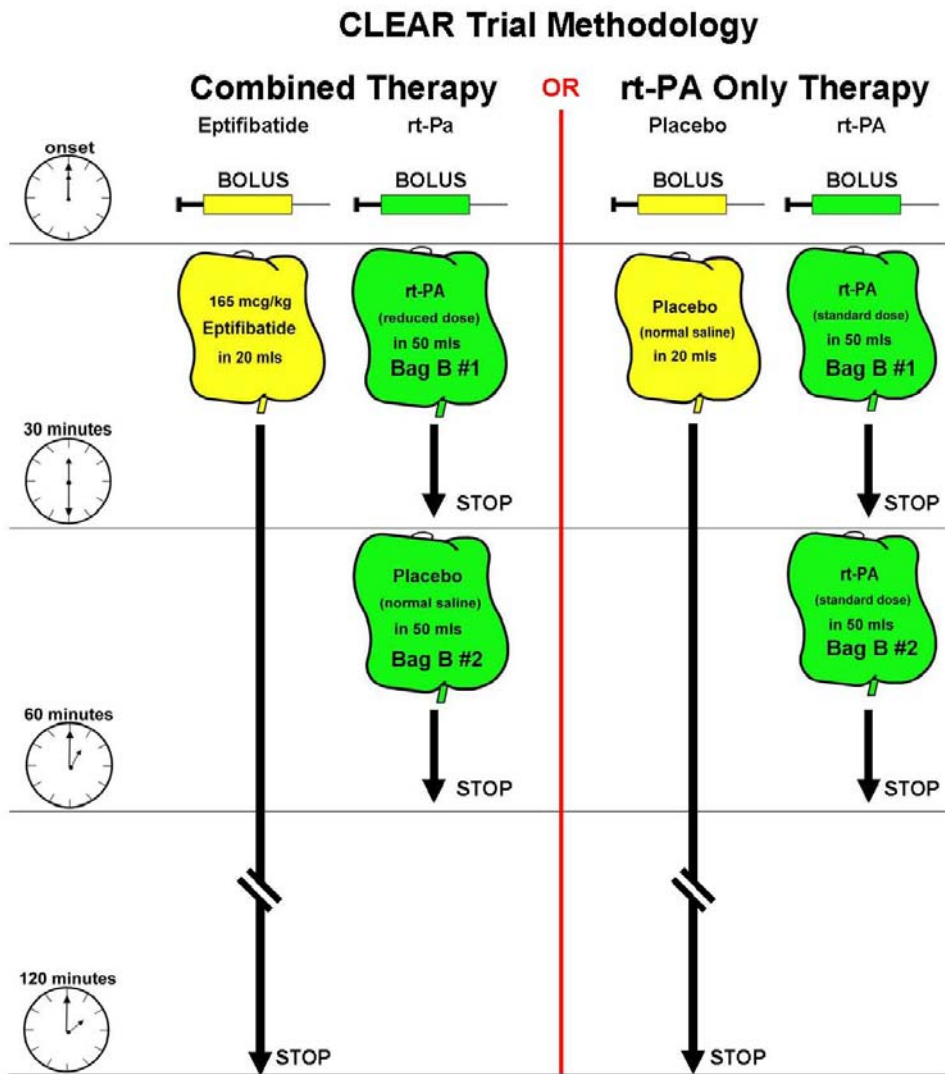 CLEAR Trial Methodology
Combined Therapy
OR
rt-PA Only Therapy
Eptifibatide
rt-Pa
Placebo
rt-PA
onset
BOLUS
BOLUS
BOLUS
BOLUS
165 mcg/kg
Eptifibatide
in 20 mls
rt-PA
(reduced dose)
in 50 mls
Bag B #1
Placebo
(normal saline)
in 20 mls
rt-PA
(standard dose)
in 50 mls
Bag B #1
30 minutes
STOP
STOP
Placebo
(normal saline)
in 50 mls
Bag B #2
rt-PA
(standard dose)
in 50 mls
Bag B #2
60 minutes
STOP
STOP
120 minutes
STOP
STOP